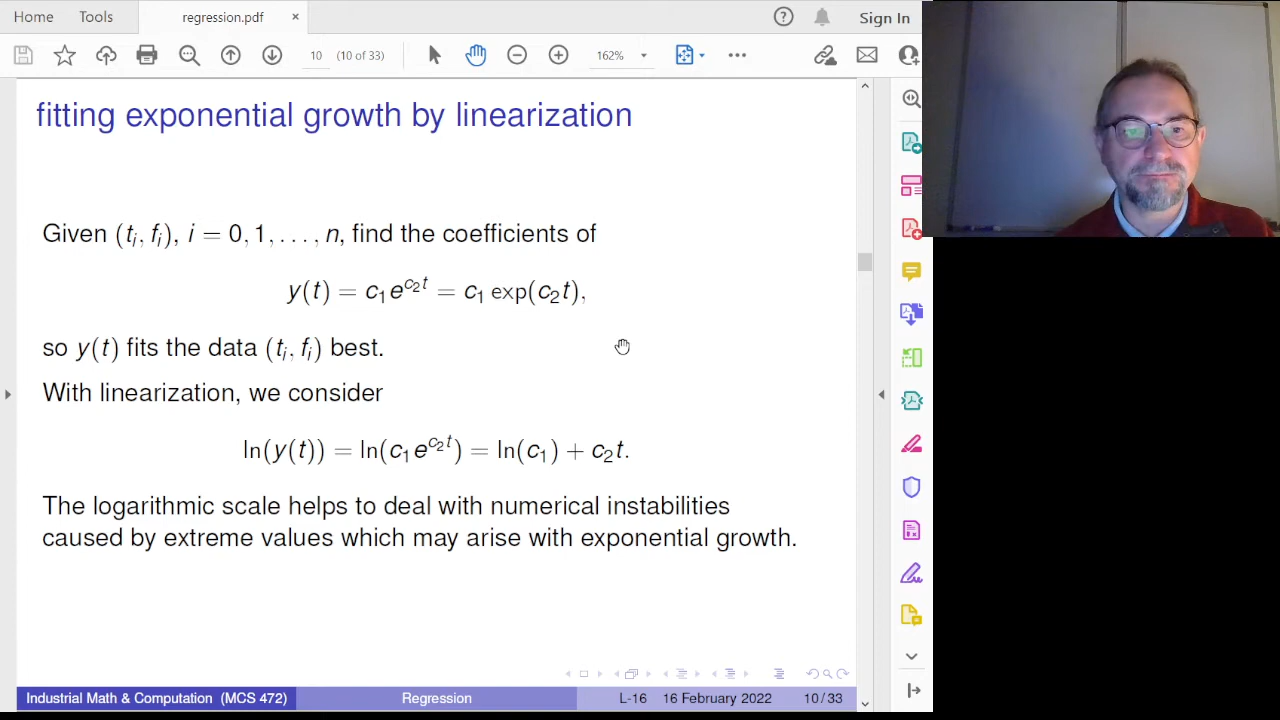 Home Tools regression.pdf × Sign In
10 (10 of 33) 162%
fitting exponential growth by linearization
Given (tᵢ, fᵢ), i = 0, 1, . . . , n, find the coefficients of
y(t) = c₁e^{c₂t} = c₁ exp(c₂t),
so y(t) fits the data (tᵢ, fᵢ) best.
With linearization, we consider
ln(y(t)) = ln(c₁e^{c₂t}) = ln(c₁) + c₂t.
The logarithmic scale helps to deal with numerical instabilities
caused by extreme values which may arise with exponential growth.
Industrial Math & Computation (MCS 472) Regression L-16 16 February 2022 10 / 33